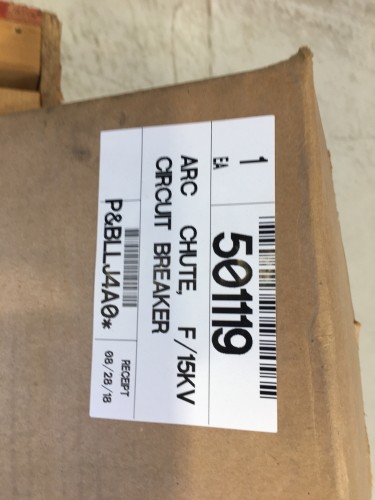 1
EA
501119
ARC CHUTE, F/15KV
CIRCUIT BREAKER
P&BLLJ4A0*
RECEIPT
08/28/18